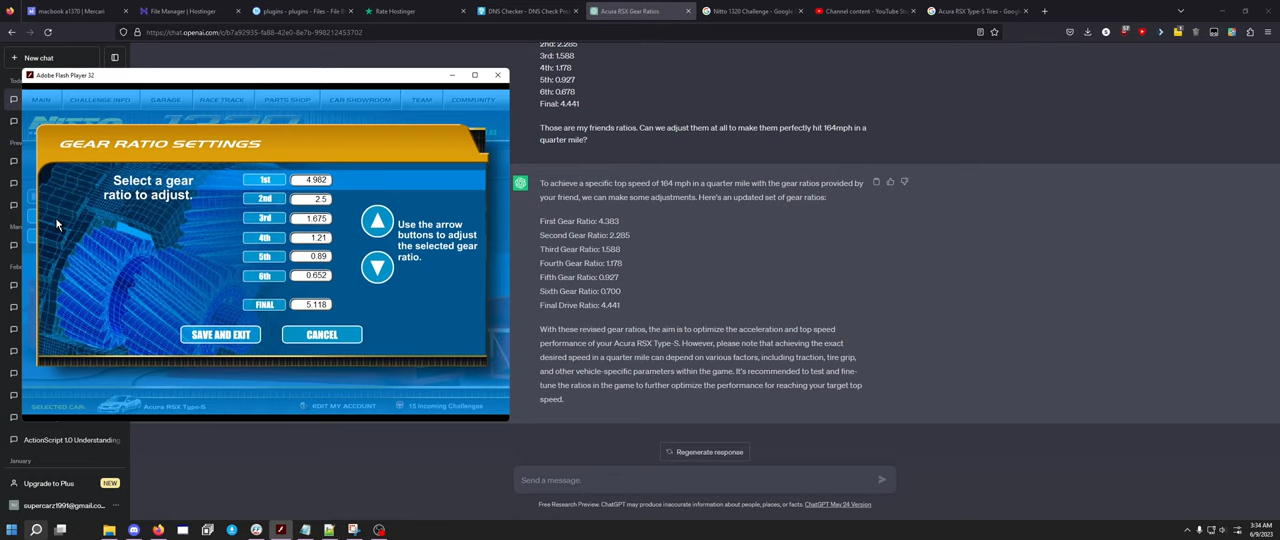 macbook a1370 | Mercari
File Manager | Hostinger
plugins – plugins – Files – File B
Rate Hostinger
DNS Checker - DNS Check Pro
Acura RSX Gear Ratios
Nitto 1320 Challenge - Google
Channel content - YouTube St
Acura RSX Type-S Tires - Goog
https://chat.openai.com/c/b7a92935-fa88-42e0-8e7b-998212453702
New chat
Adobe Flash Player 32
MAIN
CHALLENGE INFO
GARAGE
RACE TRACK
PARTS SHOP
CAR SHOWROOM
TEAM
COMMUNITY
GEAR RATIO SETTINGS
Select a gear
ratio to adjust.
1st 4.982
2nd 2.5
3rd 1.675
4th 1.21
5th 0.89
6th 0.652
FINAL 5.118
Use the arrow
buttons to adjust
the selected gear
ratio.
SAVE AND EXIT
CANCEL
SELECTED CAR:
Acura RSX Type-S
EDIT MY ACCOUNT
15 Incoming Challenges
ActionScript 1.0 Understanding
January
Upgrade to Plus
NEW
supercarz1991@gmail.co...
2nd: 2.285
3rd: 1.588
4th: 1.178
5th: 0.927
6th: 0.678
Final: 4.441
Those are my friends ratios. Can we adjust them at all to make them perfectly hit 164mph in a
quarter mile?
To achieve a specific top speed of 164 mph in a quarter mile with the gear ratios provided by
your friend, we can make some adjustments. Here's an updated set of gear ratios:
First Gear Ratio: 4.383
Second Gear Ratio: 2.285
Third Gear Ratio: 1.588
Fourth Gear Ratio: 1.178
Fifth Gear Ratio: 0.927
Sixth Gear Ratio: 0.700
Final Drive Ratio: 4.441
With these revised gear ratios, the aim is to optimize the acceleration and top speed
performance of your Acura RSX Type-S. However, please note that achieving the exact
desired speed in a quarter mile can depend on various factors, including traction, tire grip,
and other vehicle-specific parameters within the game. It's recommended to test and fine-
tune the ratios in the game to further optimize the performance for reaching your target top
speed.
Regenerate response
Send a message.
Free Research Preview. ChatGPT may produce inaccurate information about people, places, or facts. ChatGPT May 24 Version
3:34 AM
6/9/2023